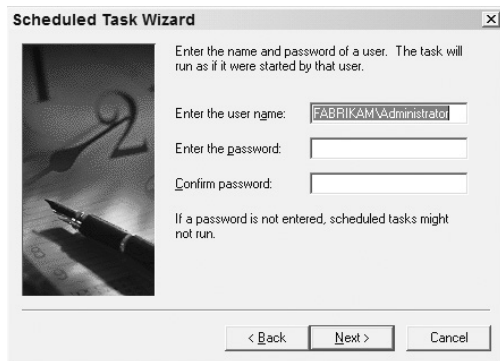 Scheduled Task Wizard
Enter the name and password of a user. The task will
run as if it were started by that user.
Enter the user name: FABRIKAM\Administrator
Enter the password:
Confirm password:
If a password is not entered, scheduled tasks might
not run.
< Back Next > Cancel